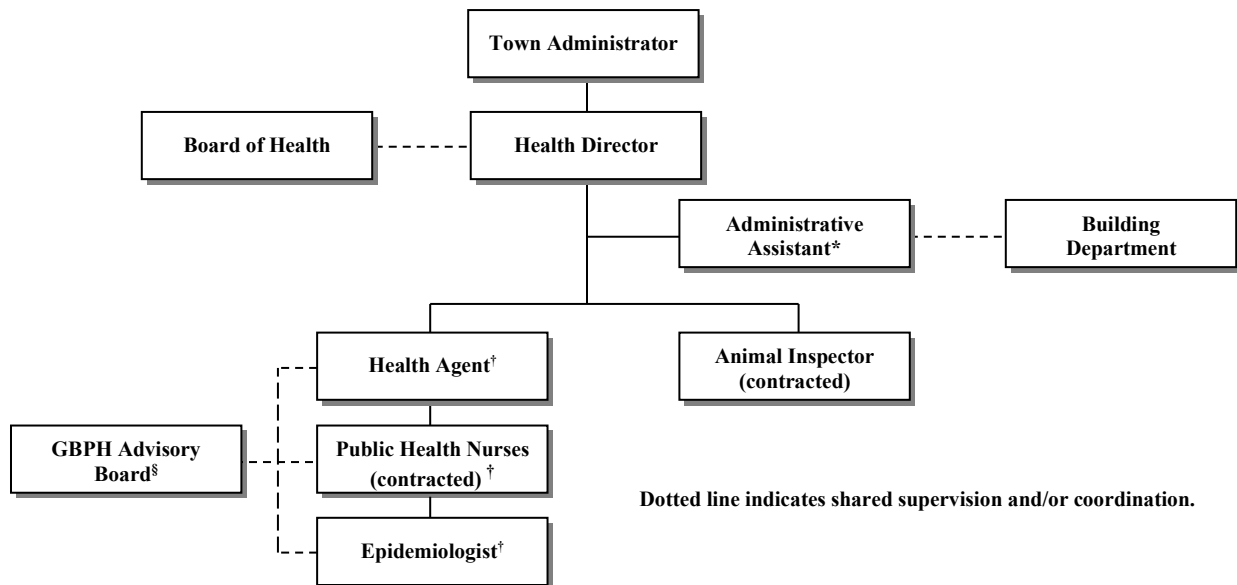 Town Administrator
Board of Health
Health Director
Administrative
Assistant*
Building
Department
Health Agent†
Animal Inspector
(contracted)
GBPH Advisory
Board§
Public Health Nurses
(contracted) †
Dotted line indicates shared supervision and/or coordination.
Epidemiologist†